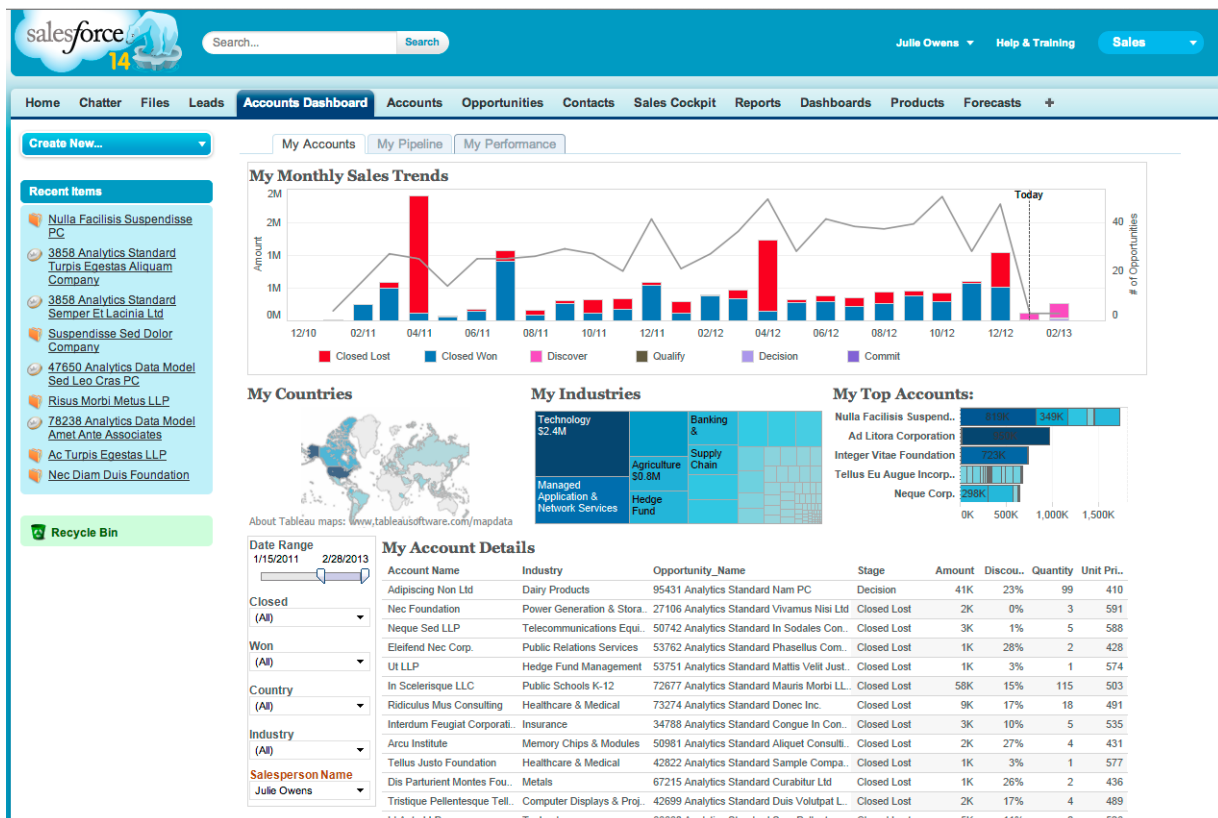 salesforce
14
Search...
Search
Julie Owens
Help & Training
Sales
Home Chatter Files Leads Accounts Dashboard Accounts Opportunities Contacts Sales Cockpit Reports Dashboards Products Forecasts +
Create New...
Recent Items
Nulla Facilisis Suspendisse
PC
3858 Analytics Standard
Turpis Egestas Aliquam
Company
3858 Analytics Standard
Semper Et Lacinia Ltd
Suspendisse Sed Dolor
Company
47650 Analytics Data Model
Sed Leo Cras PC
Risus Morbi Metus LLP
78238 Analytics Data Model
Amet Ante Associates
Ac Turpis Egestas LLP
Nec Diam Duis Foundation
Recycle Bin
My Accounts My Pipeline My Performance
My Monthly Sales Trends
2M
2M
1M
1M
0M
Amount
Today
40
20
0
# of Opportunities
12/10 02/11 04/11 06/11 08/11 10/11 12/11 02/12 04/12 06/12 08/12 10/12 12/12 02/13
Closed Lost Closed Won Discover Qualify Decision Commit
My Countries
About Tableau maps: www.tableausoftware.com/mapdata
My Industries
Technology
$2.4M
Managed
Application &
Network Services
Agriculture
$0.8M
Hedge
Fund
Banking
&
Supply
Chain
My Top Accounts:
Nulla Facilisis Suspend.. 819K 349K
Ad Litora Corporation
Integer Vitae Foundation 723K
Tellus Eu Augue Incorp..
Neque Corp. 298K
0K 500K 1,000K 1,500K
Date Range
1/15/2011 2/28/2013
Closed
(All)
Won
(All)
Country
(All)
Industry
(All)
Salesperson Name
Julie Owens
My Account Details
Account Name Industry Opportunity_Name Stage Amount Discou.. Quantity Unit Pri..
Adipiscing Non Ltd Dairy Products 95431 Analytics Standard Nam PC Decision 41K 23% 99 410
Nec Foundation Power Generation & Stora.. 27106 Analytics Standard Vivamus Nisi Ltd Closed Lost 2K 0% 3 591
Neque Sed LLP Telecommunications Equi.. 50742 Analytics Standard In Sodales Con.. Closed Lost 3K 1% 5 588
Eleifend Nec Corp. Public Relations Services 53762 Analytics Standard Phasellus Com.. Closed Lost 1K 28% 2 428
Ut LLP Hedge Fund Management 53751 Analytics Standard Mattis Velit Just.. Closed Lost 1K 3% 1 574
In Scelerisque LLC Public Schools K-12 72677 Analytics Standard Mauris Morbi LL.. Closed Lost 58K 15% 115 503
Ridiculus Mus Consulting Healthcare & Medical 73274 Analytics Standard Donec Inc. Closed Lost 9K 17% 18 491
Interdum Feugiat Corporati.. Insurance 34788 Analytics Standard Congue In Con.. Closed Lost 3K 10% 5 535
Arcu Institute Memory Chips & Modules 50981 Analytics Standard Aliquet Consulti.. Closed Lost 2K 27% 4 431
Tellus Justo Foundation Healthcare & Medical 42822 Analytics Standard Sample Compa.. Closed Lost 1K 3% 1 577
Dis Parturient Montes Fou.. Metals 67215 Analytics Standard Curabitur Ltd Closed Lost 1K 26% 2 436
Tristique Pellentesque Tell.. Computer Displays & Proj.. 42699 Analytics Standard Duis Volutpat L.. Closed Lost 2K 17% 4 489